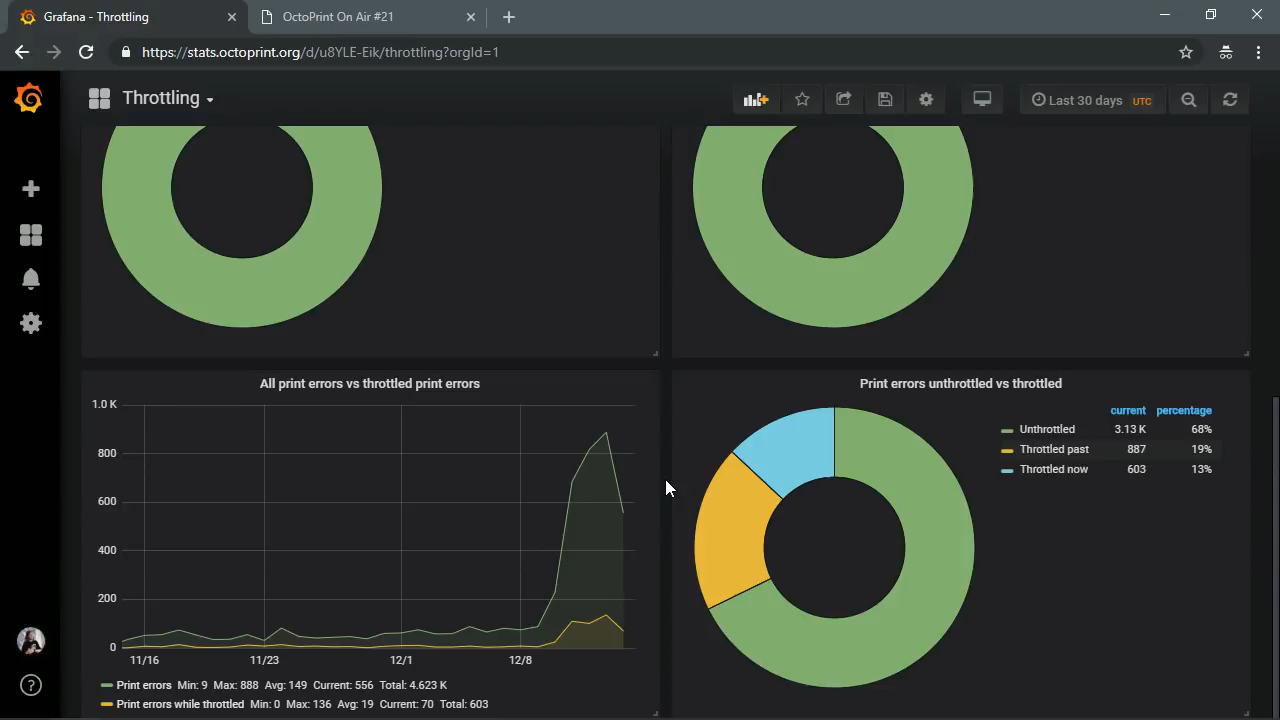 Grafana - Throttling
OctoPrint On Air #21
https://stats.octoprint.org/d/u8YLE-Eik/throttling?orgId=1
Throttling
Last 30 days UTC
All print errors vs throttled print errors
1.0 K
800
600
400
200
0
11/16 11/23 12/1 12/8
Print errors Min: 9 Max: 888 Avg: 149 Current: 556 Total: 4.623 K
Print errors while throttled Min: 0 Max: 136 Avg: 19 Current: 70 Total: 603
Print errors unthrottled vs throttled
current percentage
Unthrottled 3.13 K 68%
Throttled past 887 19%
Throttled now 603 13%